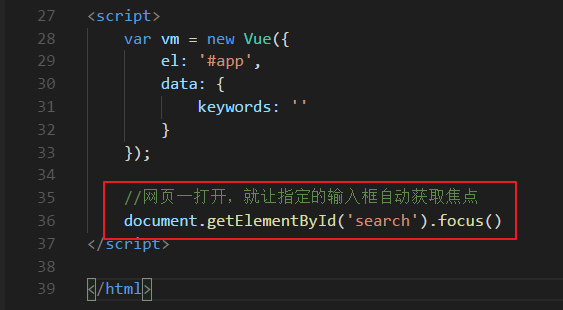 27 <script>
28 var vm = new Vue({
29 el: '#app',
30 data: {
31 keywords: ''
32 }
33 });
34
35 //网页一打开，就让指定的输入框自动获取焦点
36 document.getElementById('search').focus()
37 </script>
38
39 </html>